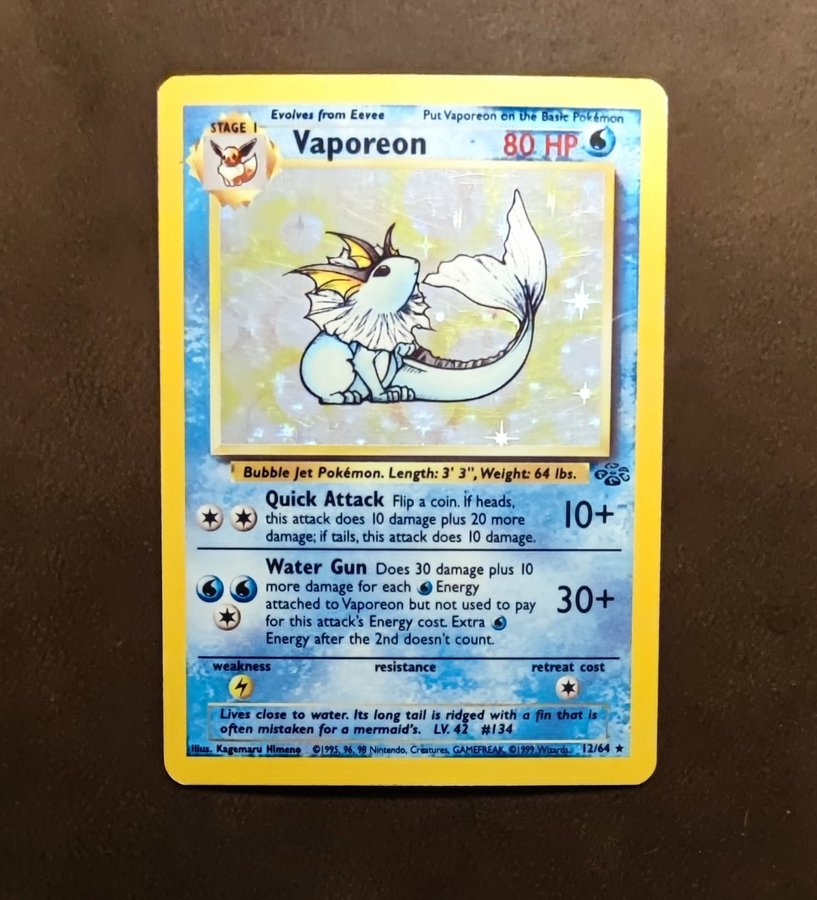 Evolves from Eevee Put Vaporeon on the Basic Pokémon
STAGE 1
Vaporeon 80 HP
Bubble Jet Pokémon. Length: 3' 3", Weight: 64 lbs.
Quick Attack Flip a coin. If heads,
this attack does 10 damage plus 20 more
damage; if tails, this attack does 10 damage.
10+
Water Gun Does 30 damage plus 10
more damage for each Energy
attached to Vaporeon but not used to pay
for this attack's Energy cost. Extra
Energy after the 2nd doesn't count.
30+
weakness resistance retreat cost
Lives close to water. Its long tail is ridged with a fin that is
often mistaken for a mermaid's. LV. 42 #134
Illus. Kagemaru Himeno ©1995, 96, 98 Nintendo, Creatures, GAMEFREAK. ©1999 Wizards. 12/64 ★